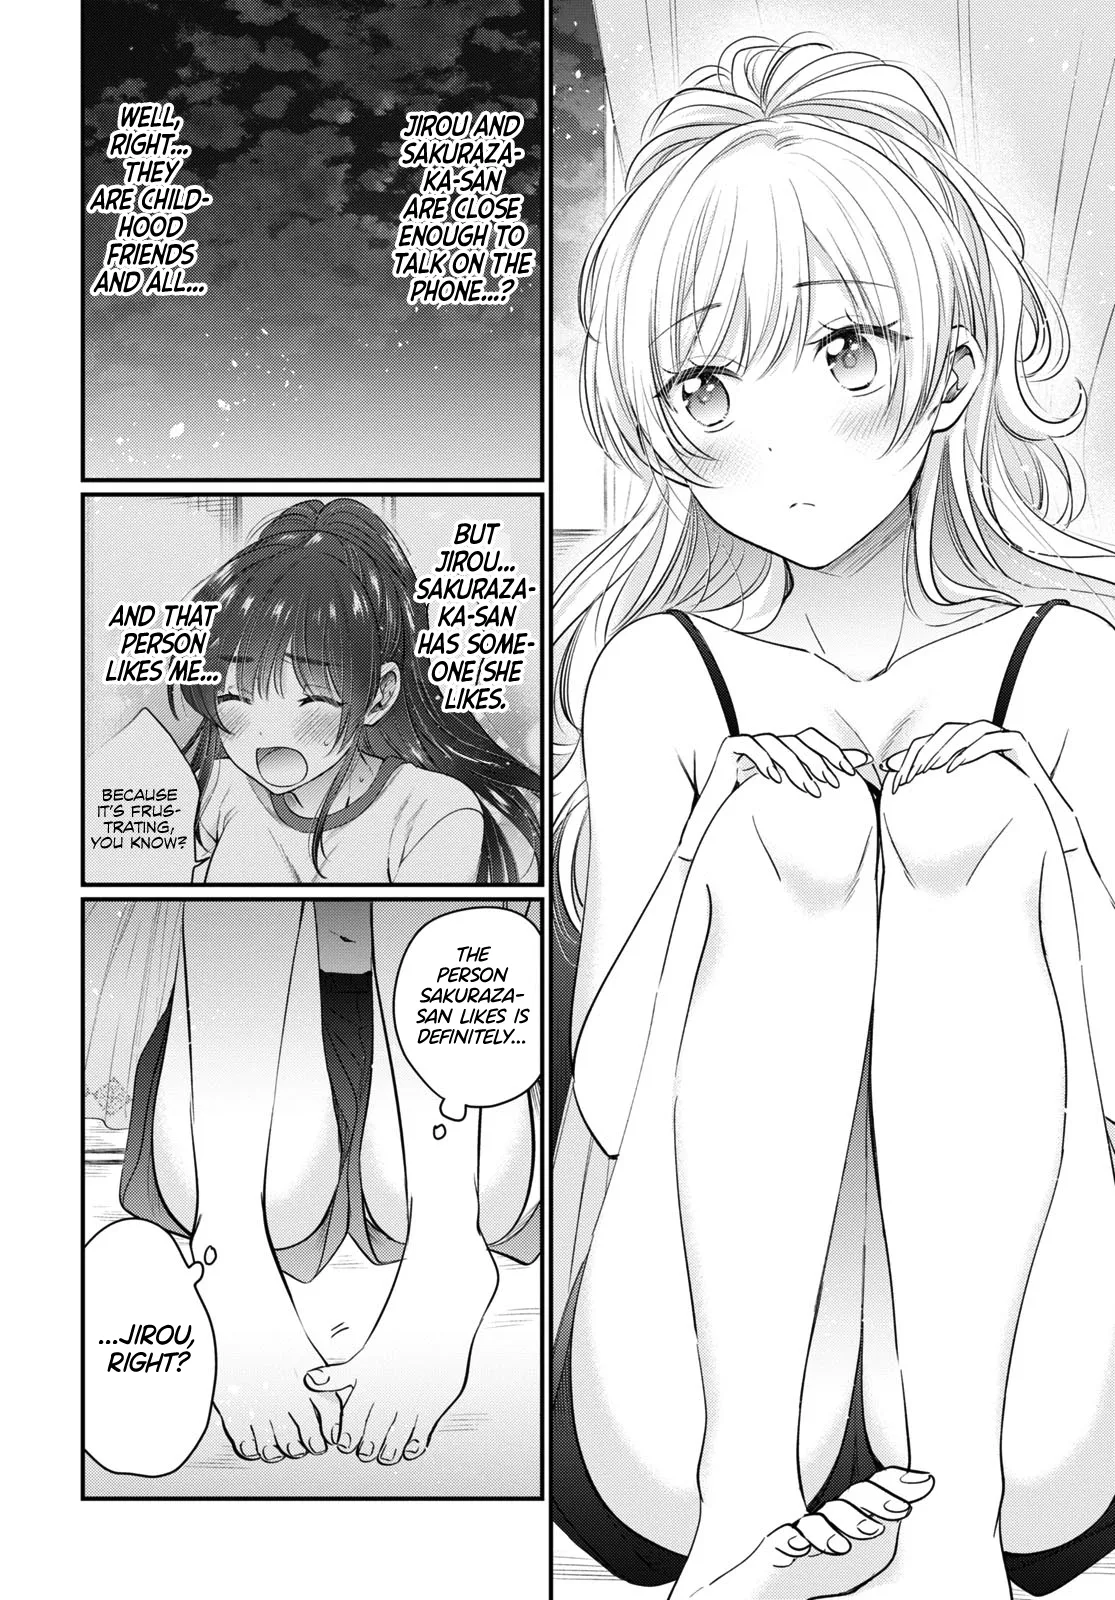 JIROU AND
SAKURAZA-
KA-SAN
ARE CLOSE
ENOUGH TO
TALK ON THE
PHONE...?
WELL,
RIGHT...
THEY
ARE CHILD-
HOOD
FRIENDS
AND ALL...
BUT
JIROU...
SAKURAZA-
KA-SAN
HAS SOME-
ONE SHE
LIKES.
AND THAT
PERSON
LIKES ME...
BECAUSE
IT'S FRUS-
TRATING,
YOU KNOW?
THE
PERSON
SAKURAZA-
SAN LIKES IS
DEFINITELY...
...JIROU,
RIGHT?